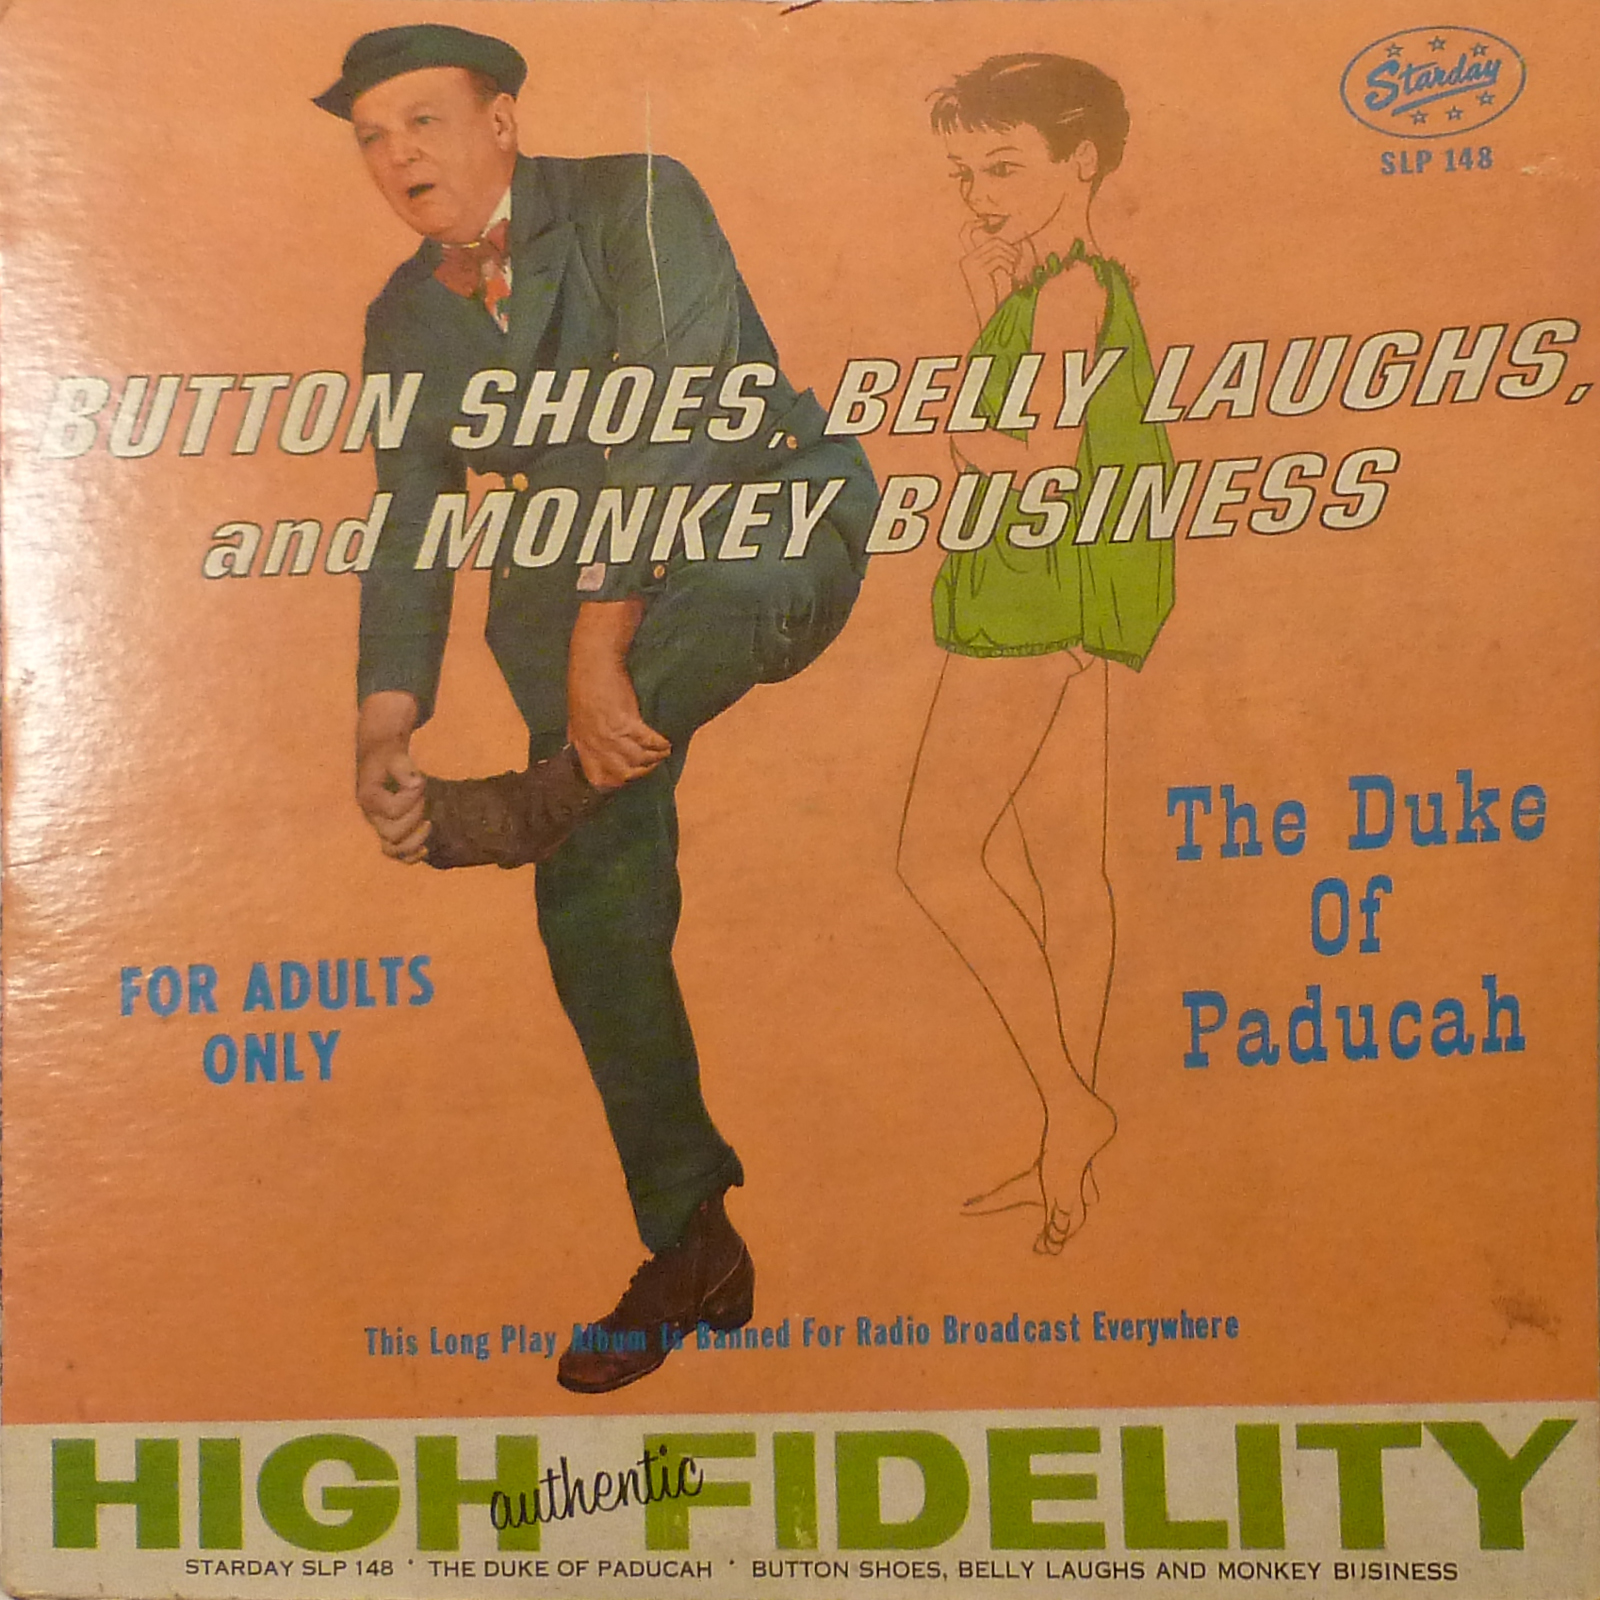 Starday
SLP 148
BUTTON SHOES, BELLY LAUGHS,
and MONKEY BUSINESS
The Duke
Of
Paducah
FOR ADULTS
ONLY
This Long Play Album Is Banned For Radio Broadcast Everywhere
HIGH authentic FIDELITY
STARDAY SLP 148 • THE DUKE OF PADUCAH • BUTTON SHOES, BELLY LAUGHS AND MONKEY BUSINESS